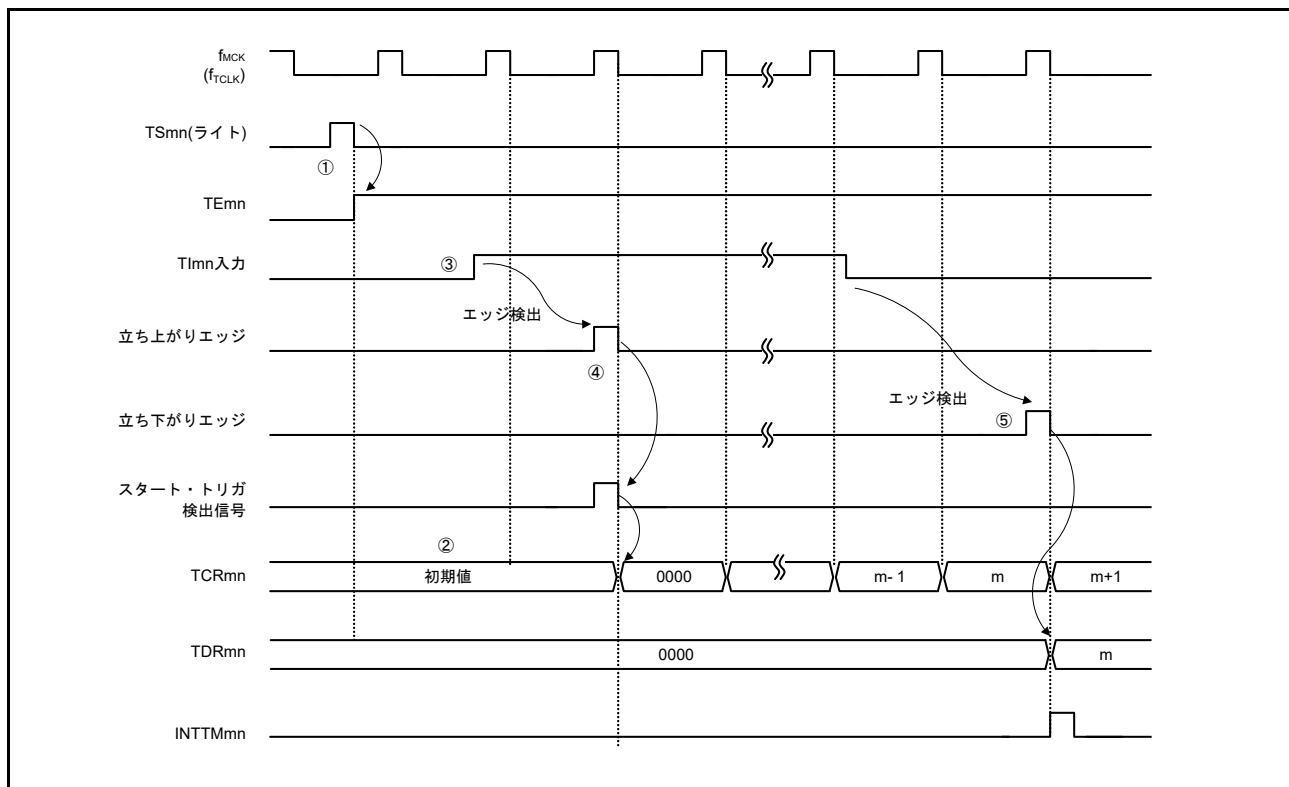 fMCK
(fTCLK)
TSmn(ライト)
①
TEmn
TImn入力
③
エッジ検出
立ち上がりエッジ
④
エッジ検出
立ち下がりエッジ
⑤
スタート・トリガ
検出信号
②
TCRmn
初期値
0000
m- 1
m
m+1
TDRmn
0000
m
INTTMmn